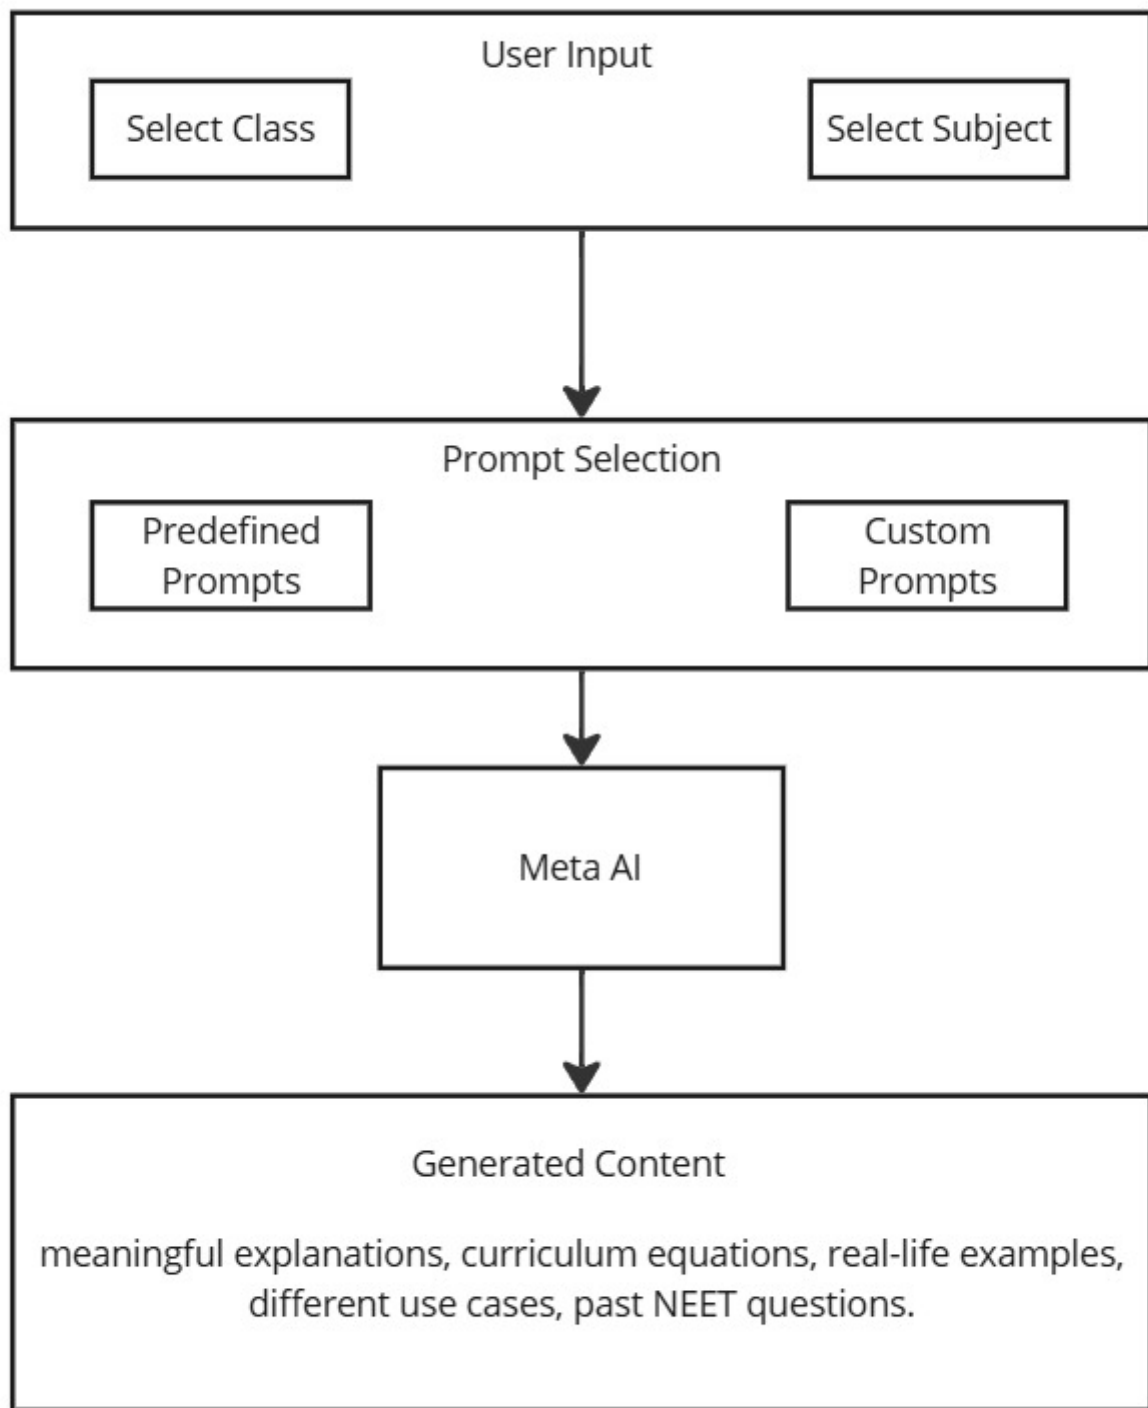 User Input
Select Class
Select Subject
Prompt Selection
Predefined
Prompts
Custom
Prompts
Meta AI
Generated Content
meaningful explanations, curriculum equations, real-life examples,
different use cases, past NEET questions.